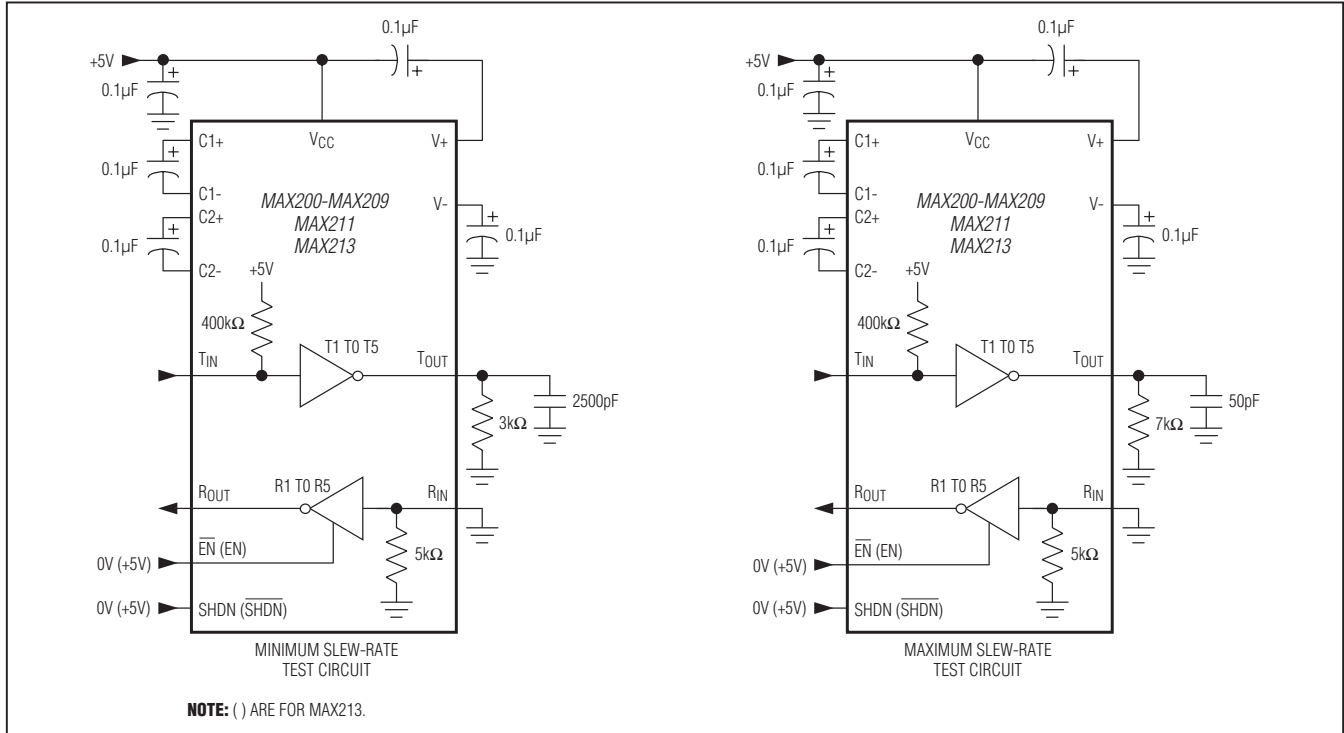 0.1µF
+5V
+
+
0.1µF
C1+
VCC
V+
+
0.1µF
C1-
MAX200-MAX209
V-
C2+
MAX211
+
+
0.1µF
MAX213
0.1µF
C2-
+5V
400kΩ
TIN
T1 TO T5
TOUT
2500pF
3kΩ
ROUT
R1 TO R5
RIN
EN (EN)
5kΩ
0V (+5V)
0V (+5V)
SHDN (SHDN)
MINIMUM SLEW-RATE
TEST CIRCUIT
0.1µF
+5V
+
+
0.1µF
C1+
VCC
V+
+
0.1µF
C1-
MAX200-MAX209
V-
C2+
MAX211
+
+
0.1µF
MAX213
0.1µF
C2-
+5V
400kΩ
TIN
T1 TO T5
TOUT
50pF
7kΩ
ROUT
R1 TO R5
RIN
EN (EN)
5kΩ
0V (+5V)
0V (+5V)
SHDN (SHDN)
MAXIMUM SLEW-RATE
TEST CIRCUIT
NOTE: ( ) ARE FOR MAX213.